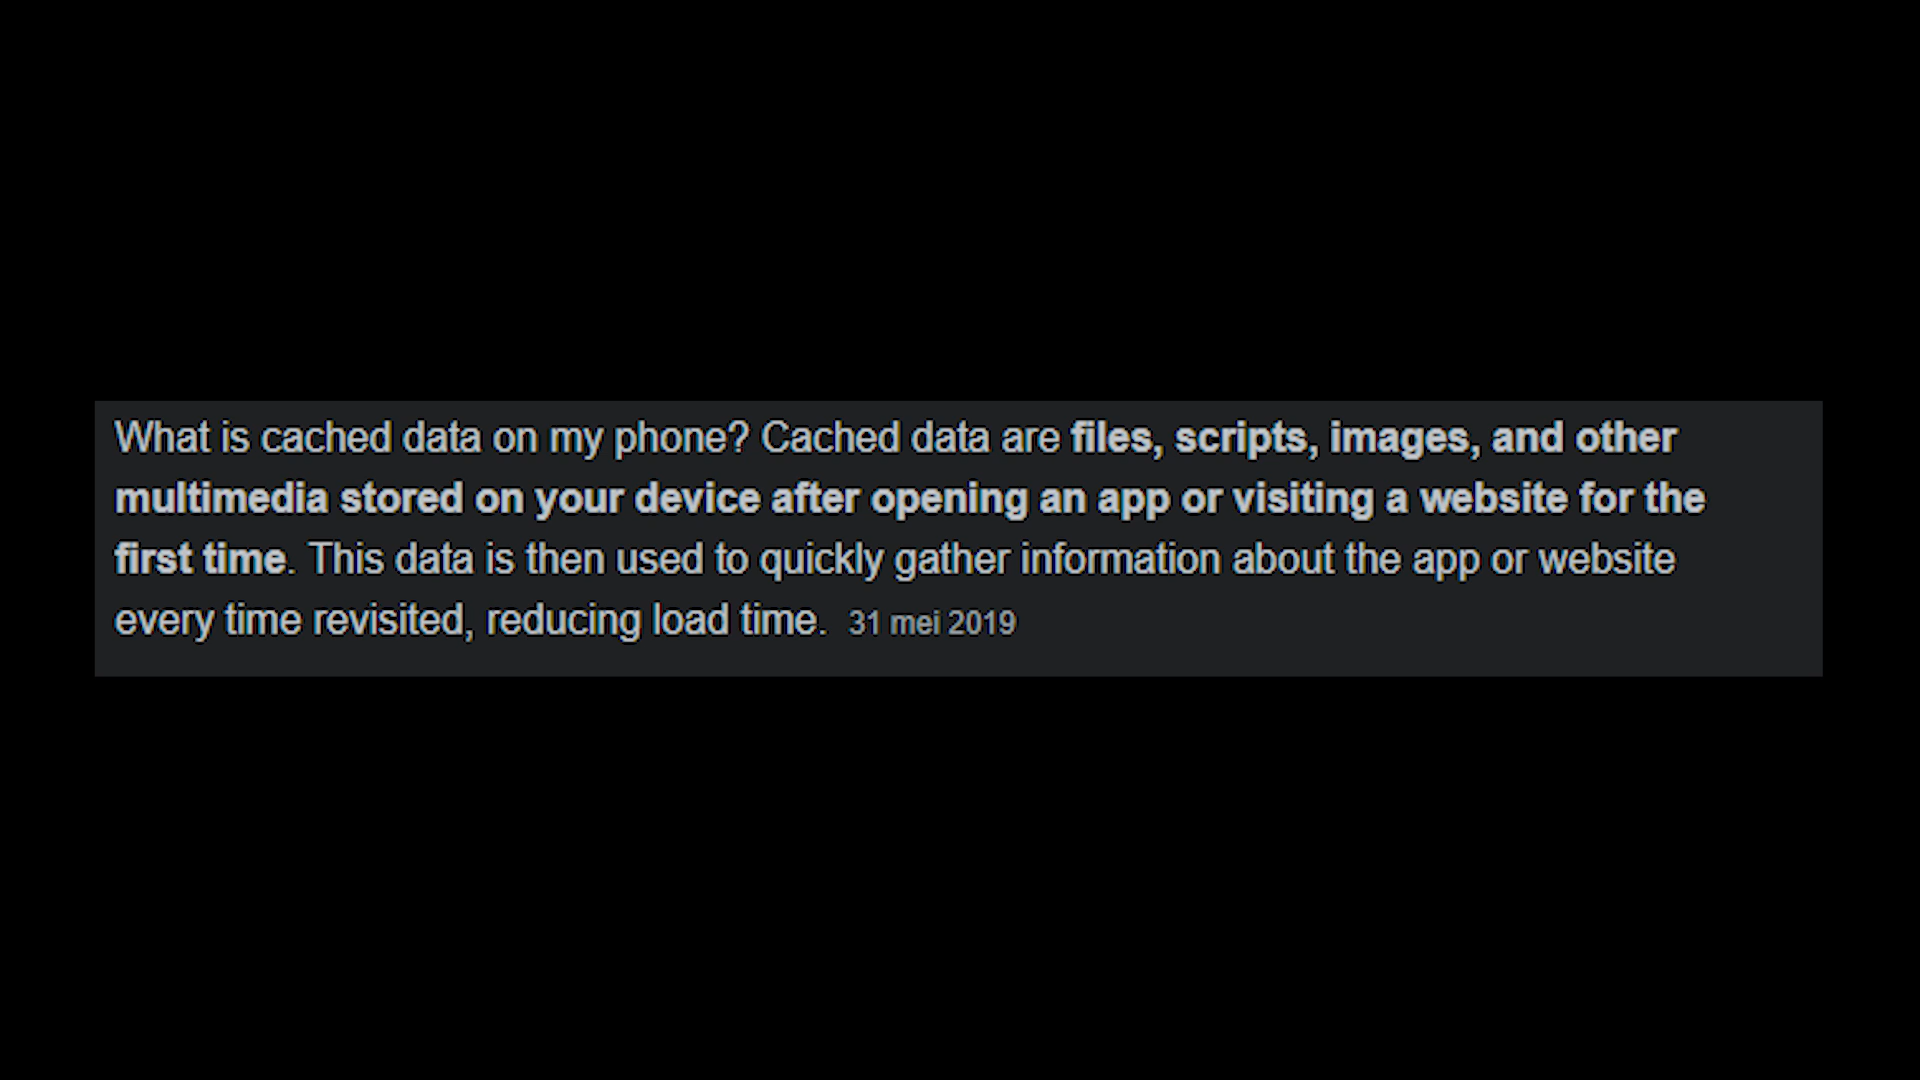 What is cached data on my phone? Cached data are files, scripts, images, and other
multimedia stored on your device after opening an app or visiting a website for the
first time. This data is then used to quickly gather information about the app or website
every time revisited, reducing load time. 31 mei 2019